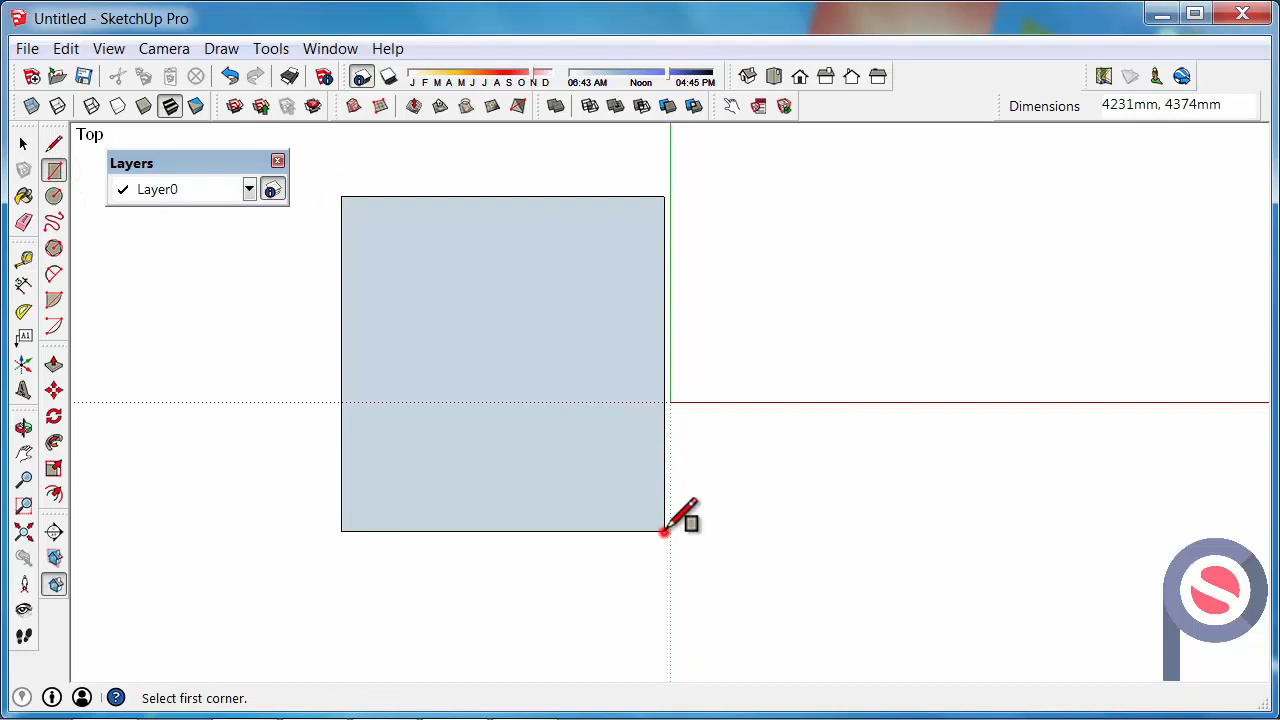 Untitled - SketchUp Pro
File Edit View Camera Draw Tools Window Help
J F M A M J J A S O N D 06:43 AM Noon 04:45 PM
Dimensions 4231mm, 4374mm
Top
Layers
Layer0
A1
Select first corner.